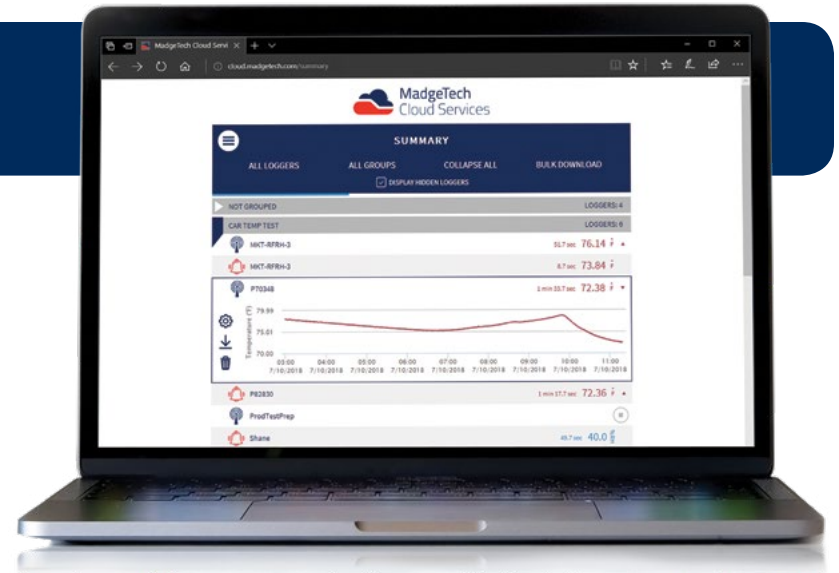 MadgeTech Cloud Servi
cloud.madgetech.com/summary
MadgeTech
Cloud Services
SUMMARY
ALL LOGGERS ALL GROUPS COLLAPSE ALL BULK DOWNLOAD
DISPLAY HIDDEN LOGGERS
NOT GROUPED LOGGERS: 4
CAR TEMP TEST LOGGERS: 6
MKT-RFRH-3 51.7 sec 76.14
MKT-RFRH-3 8.7 sec 73.84
P70348 1 min 33.7 sec 72.38
Temperature (°F)
79.99
75.01
70.00
03:00 04:00 05:00 06:00 07:00 08:00 09:00 10:00 11:00
7/10/2018 7/10/2018 7/10/2018 7/10/2018 7/10/2018 7/10/2018 7/10/2018 7/10/2018 7/10/2018
P82830 1 min 17.7 sec 72.36
ProdTestPrep
Shane 49.7 sec 40.0